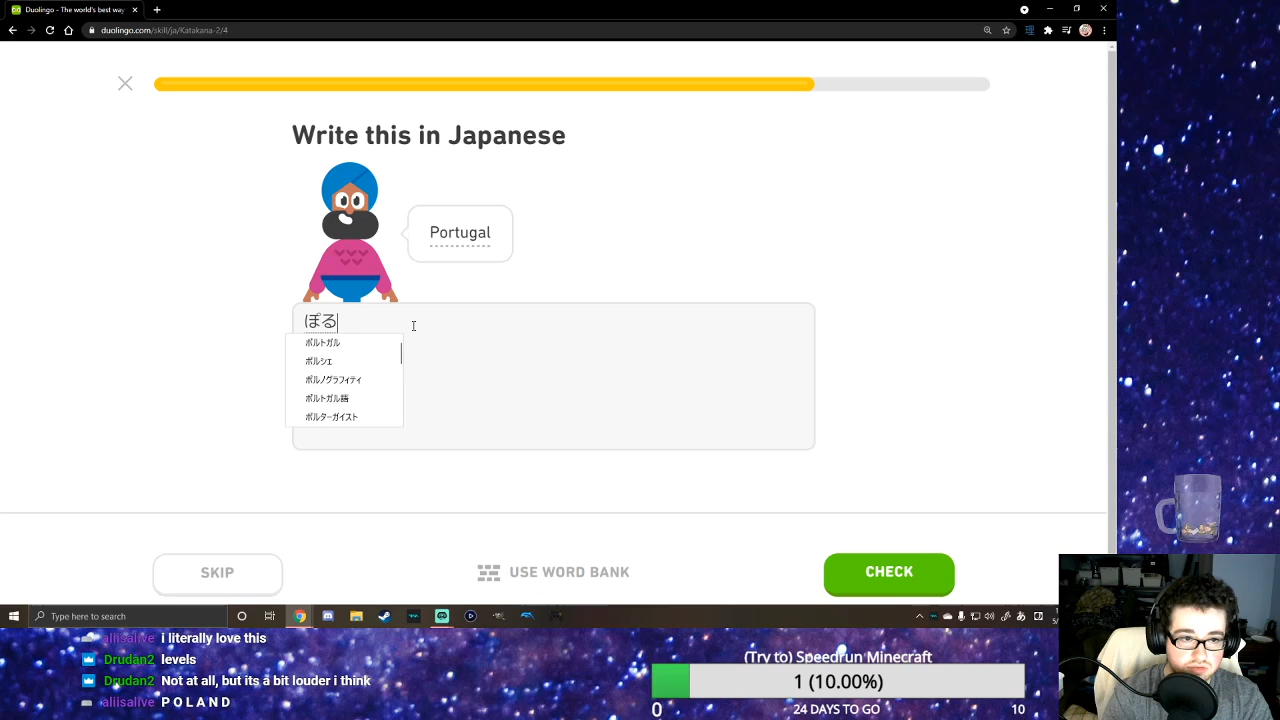 Duolingo - The world's best way
duolingo.com/skill/ja/Katakana-2/4
Write this in Japanese
Portugal
ぽる
ポルトガル
ポルシェ
ポルノグラフィティ
ポルトガル語
ポルターガイスト
SKIP
USE WORD BANK
CHECK
Type here to search
allisalive i literally love this
Drudan2 levels
Drudan2 Not at all, but its a bit louder i think
allisalive P O L A N D
(Try to) Speedrun Minecraft
1 (10.00%)
0
24 DAYS TO GO
10